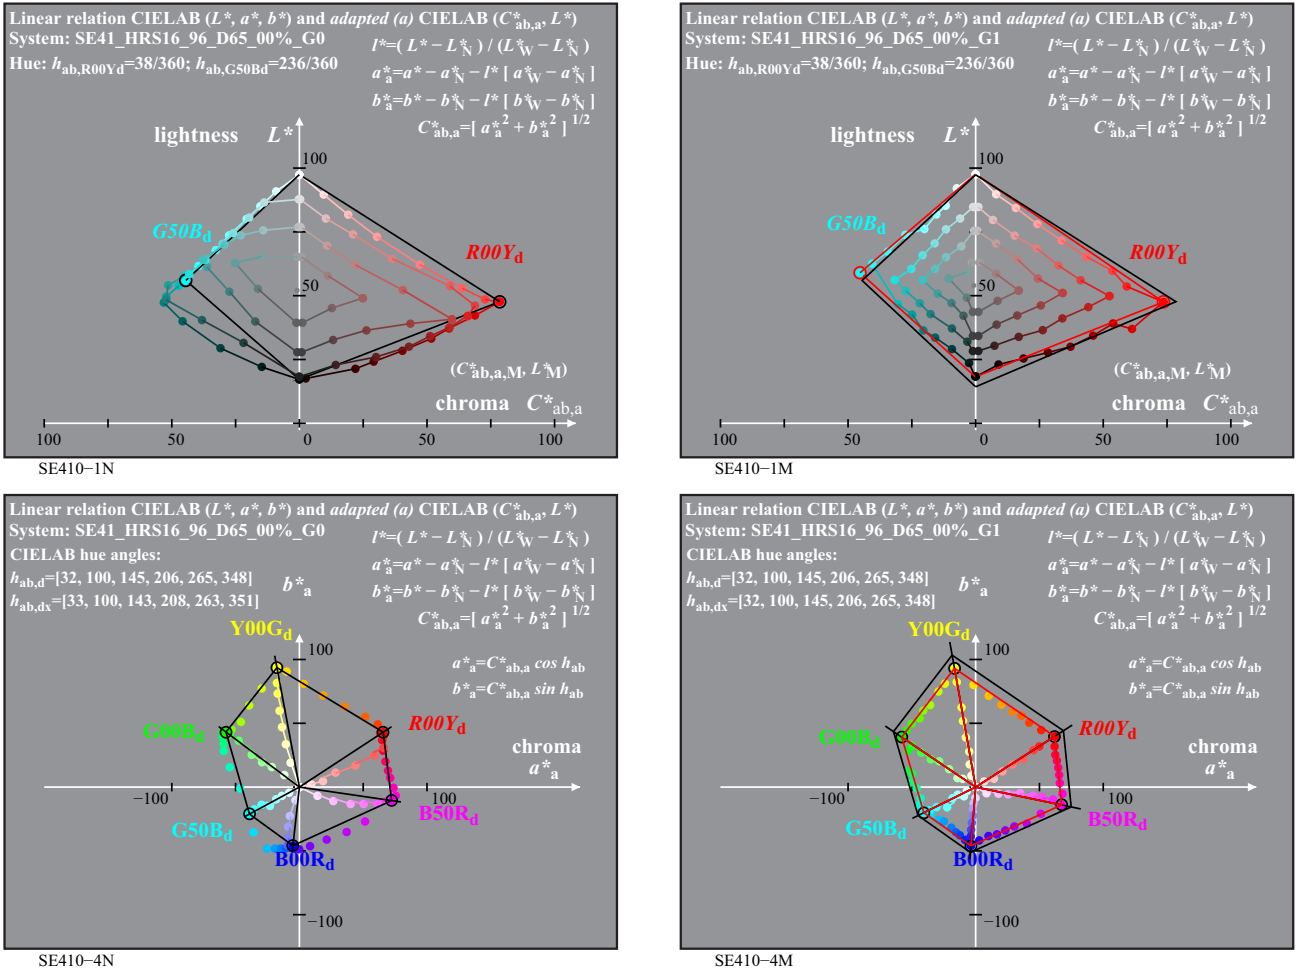 Linear relation CIELAB (L*, a*, b*) and adapted (a) CIELAB (C*ab,a, L*)
System: SE41_HRS16_96_D65_00%_G0
l*=( L* − L*N ) / (L*W − L*N)
Hue: hab,R00Yd=38/360; hab,G50Bd=236/360
a*a=a* − a*N − l* [ a*W − a*N ]
b*a=b* − b*N − l* [ b*W − b*N ]
C*ab,a=[ a*a2 + b*a2 ] 1/2
lightness L*
100
G50Bd
R00Yd
50
(C*ab,a,M, L*M)
chroma C*ab,a
100 50 0 50 100
SE410−1N
Linear relation CIELAB (L*, a*, b*) and adapted (a) CIELAB (C*ab,a, L*)
System: SE41_HRS16_96_D65_00%_G1
l*=( L* − L*N ) / (L*W − L*N)
Hue: hab,R00Yd=38/360; hab,G50Bd=236/360
a*a=a* − a*N − l* [ a*W − a*N ]
b*a=b* − b*N − l* [ b*W − b*N ]
C*ab,a=[ a*a2 + b*a2 ] 1/2
lightness L*
100
G50Bd
R00Yd
50
(C*ab,a,M, L*M)
chroma C*ab,a
100 50 0 50 100
SE410−1M
Linear relation CIELAB (L*, a*, b*) and adapted (a) CIELAB (C*ab,a, L*)
System: SE41_HRS16_96_D65_00%_G0
l*=( L* − L*N ) / (L*W − L*N)
CIELAB hue angles:
a*a=a* − a*N − l* [ a*W − a*N ]
hab,d=[32, 100, 145, 206, 265, 348]
b*a
b*a=b* − b*N − l* [ b*W − b*N ]
hab,dx=[33, 100, 143, 208, 263, 351]
C*ab,a=[ a*a2 + b*a2 ] 1/2
Y00Gd
100
a*a=C*ab,a cos hab
b*a=C*ab,a sin hab
G00Bd
R00Yd
chroma
a*a
−100
100
G50Bd
B50Rd
B00Rd
−100
SE410−4N
Linear relation CIELAB (L*, a*, b*) and adapted (a) CIELAB (C*ab,a, L*)
System: SE41_HRS16_96_D65_00%_G1
l*=( L* − L*N ) / (L*W − L*N)
CIELAB hue angles:
a*a=a* − a*N − l* [ a*W − a*N ]
hab,d=[32, 100, 145, 206, 265, 348]
b*a
b*a=b* − b*N − l* [ b*W − b*N ]
hab,dx=[32, 100, 145, 206, 265, 348]
C*ab,a=[ a*a2 + b*a2 ] 1/2
Y00Gd
100
a*a=C*ab,a cos hab
b*a=C*ab,a sin hab
G00Bd
R00Yd
chroma
a*a
−100
100
G50Bd
B50Rd
B00Rd
−100
SE410−4M